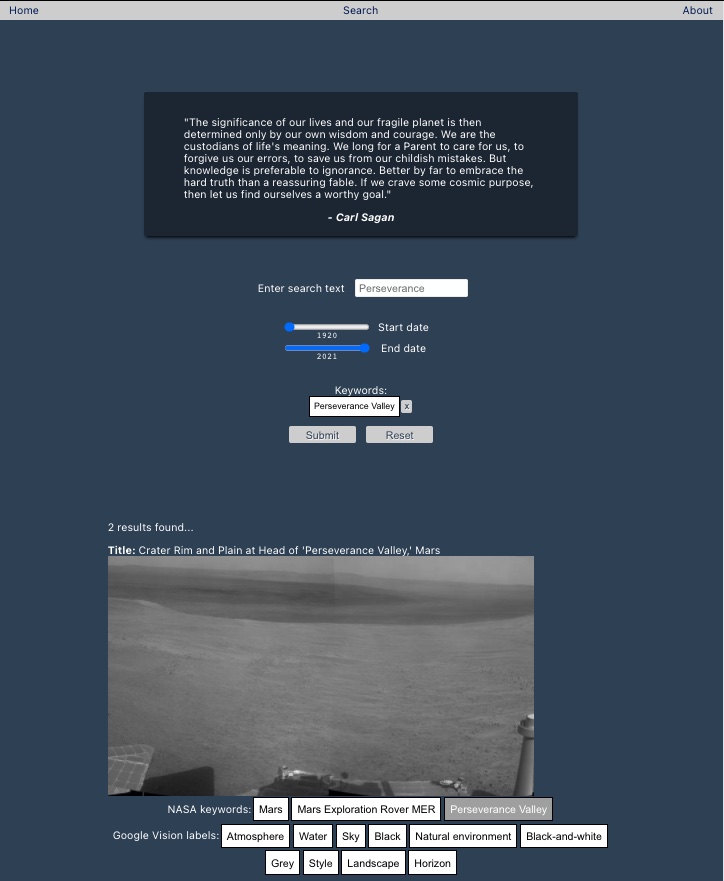 Home Search About
"The significance of our lives and our fragile planet is then
determined only by our own wisdom and courage. We are the
custodians of life's meaning. We long for a Parent to care for us, to
forgive us our errors, to save us from our childish mistakes. But
knowledge is preferable to ignorance. Better by far to embrace the
hard truth than a reassuring fable. If we crave some cosmic purpose,
then let us find ourselves a worthy goal."
- Carl Sagan
Enter search text Perseverance
Start date
1920
End date
2021
Keywords:
Perseverance Valley x
Submit Reset
2 results found...
Title: Crater Rim and Plain at Head of 'Perseverance Valley,' Mars
NASA keywords: Mars Mars Exploration Rover MER Perseverance Valley
Google Vision labels: Atmosphere Water Sky Black Natural environment Black-and-white
Grey Style Landscape Horizon